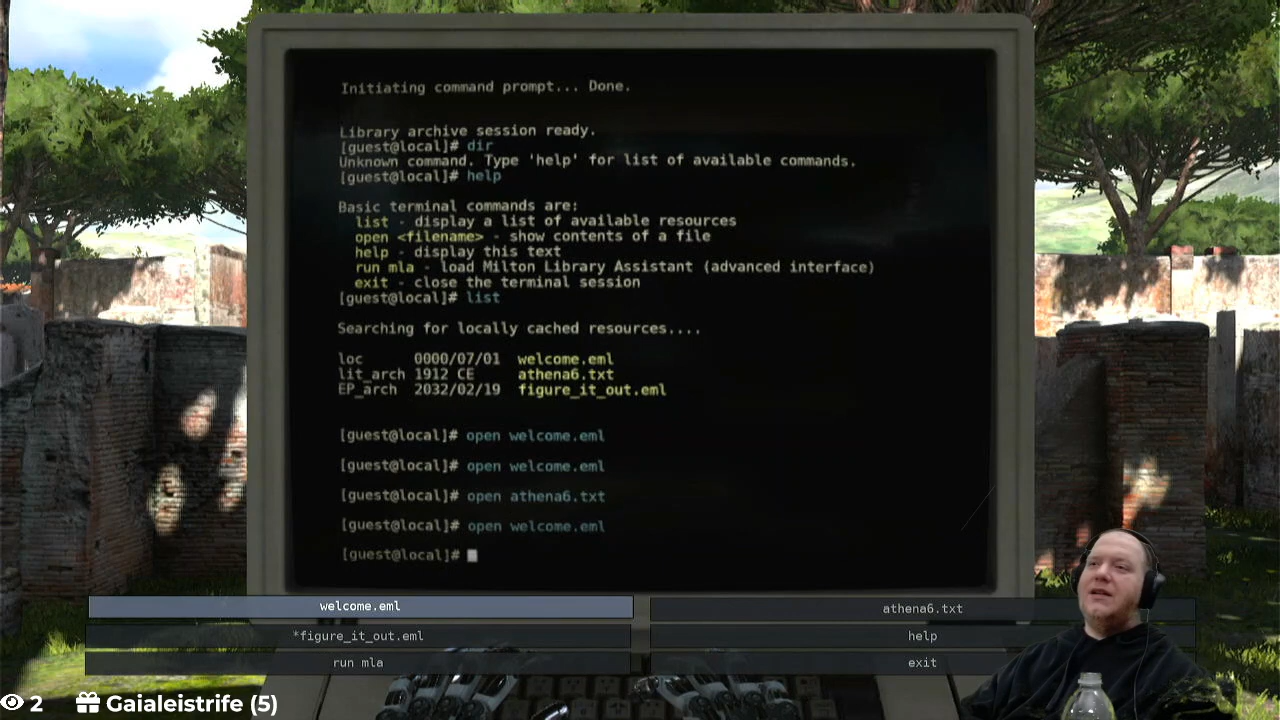 Initiating command prompt... Done.
Library archive session ready.
[guest@local]# dir
Unknown command. Type 'help' for list of available commands.
[guest@local]# help
Basic terminal commands are:
list - display a list of available resources
open <filename> - show contents of a file
help - display this text
run mla - load Milton Library Assistant (advanced interface)
exit - close the terminal session
[guest@local]# list
Searching for locally cached resources....
loc 0000/07/01 welcome.eml
lit_arch 1912 CE athena6.txt
EP_arch 2032/02/19 figure_it_out.eml
[guest@local]# open welcome.eml
[guest@local]# open welcome.eml
[guest@local]# open athena6.txt
[guest@local]# open welcome.eml
[guest@local]#
welcome.eml athena6.txt
*figure_it_out.eml help
run mla exit
2 Gaialeistrife (5)